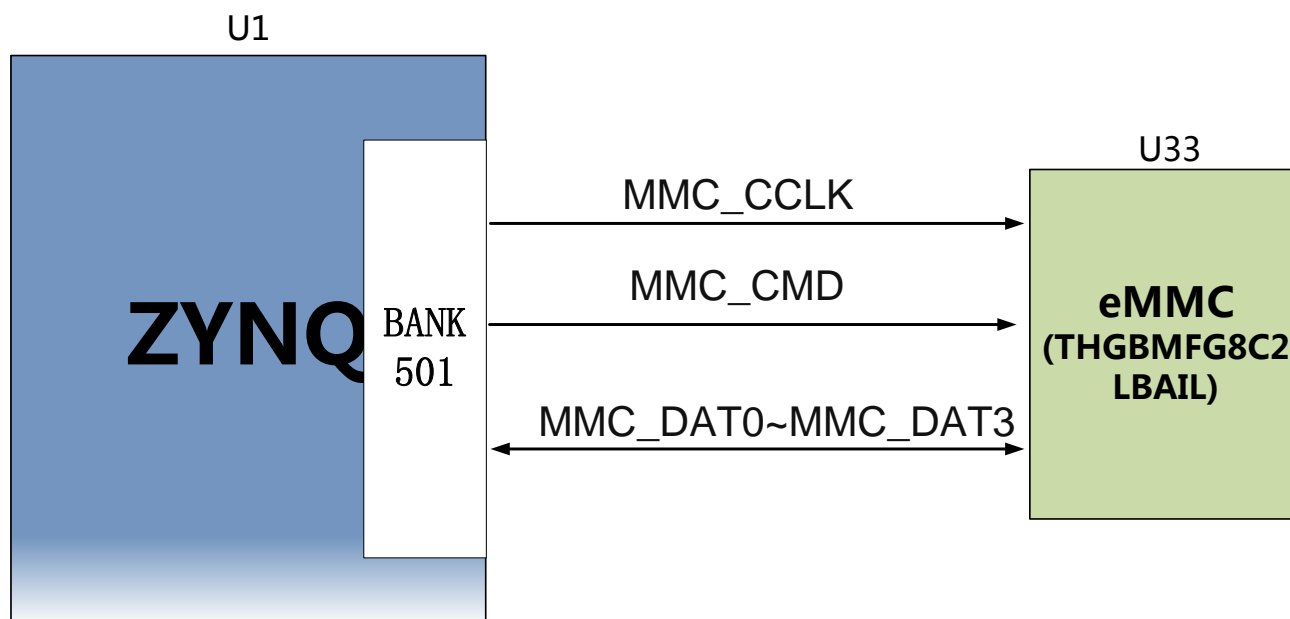 U1
U33
MMC_CCLK
MMC_CMD
ZYNQ
BANK
501
eMMC
(THGBMFG8C2
LBAIL)
MMC_DAT0~MMC_DAT3